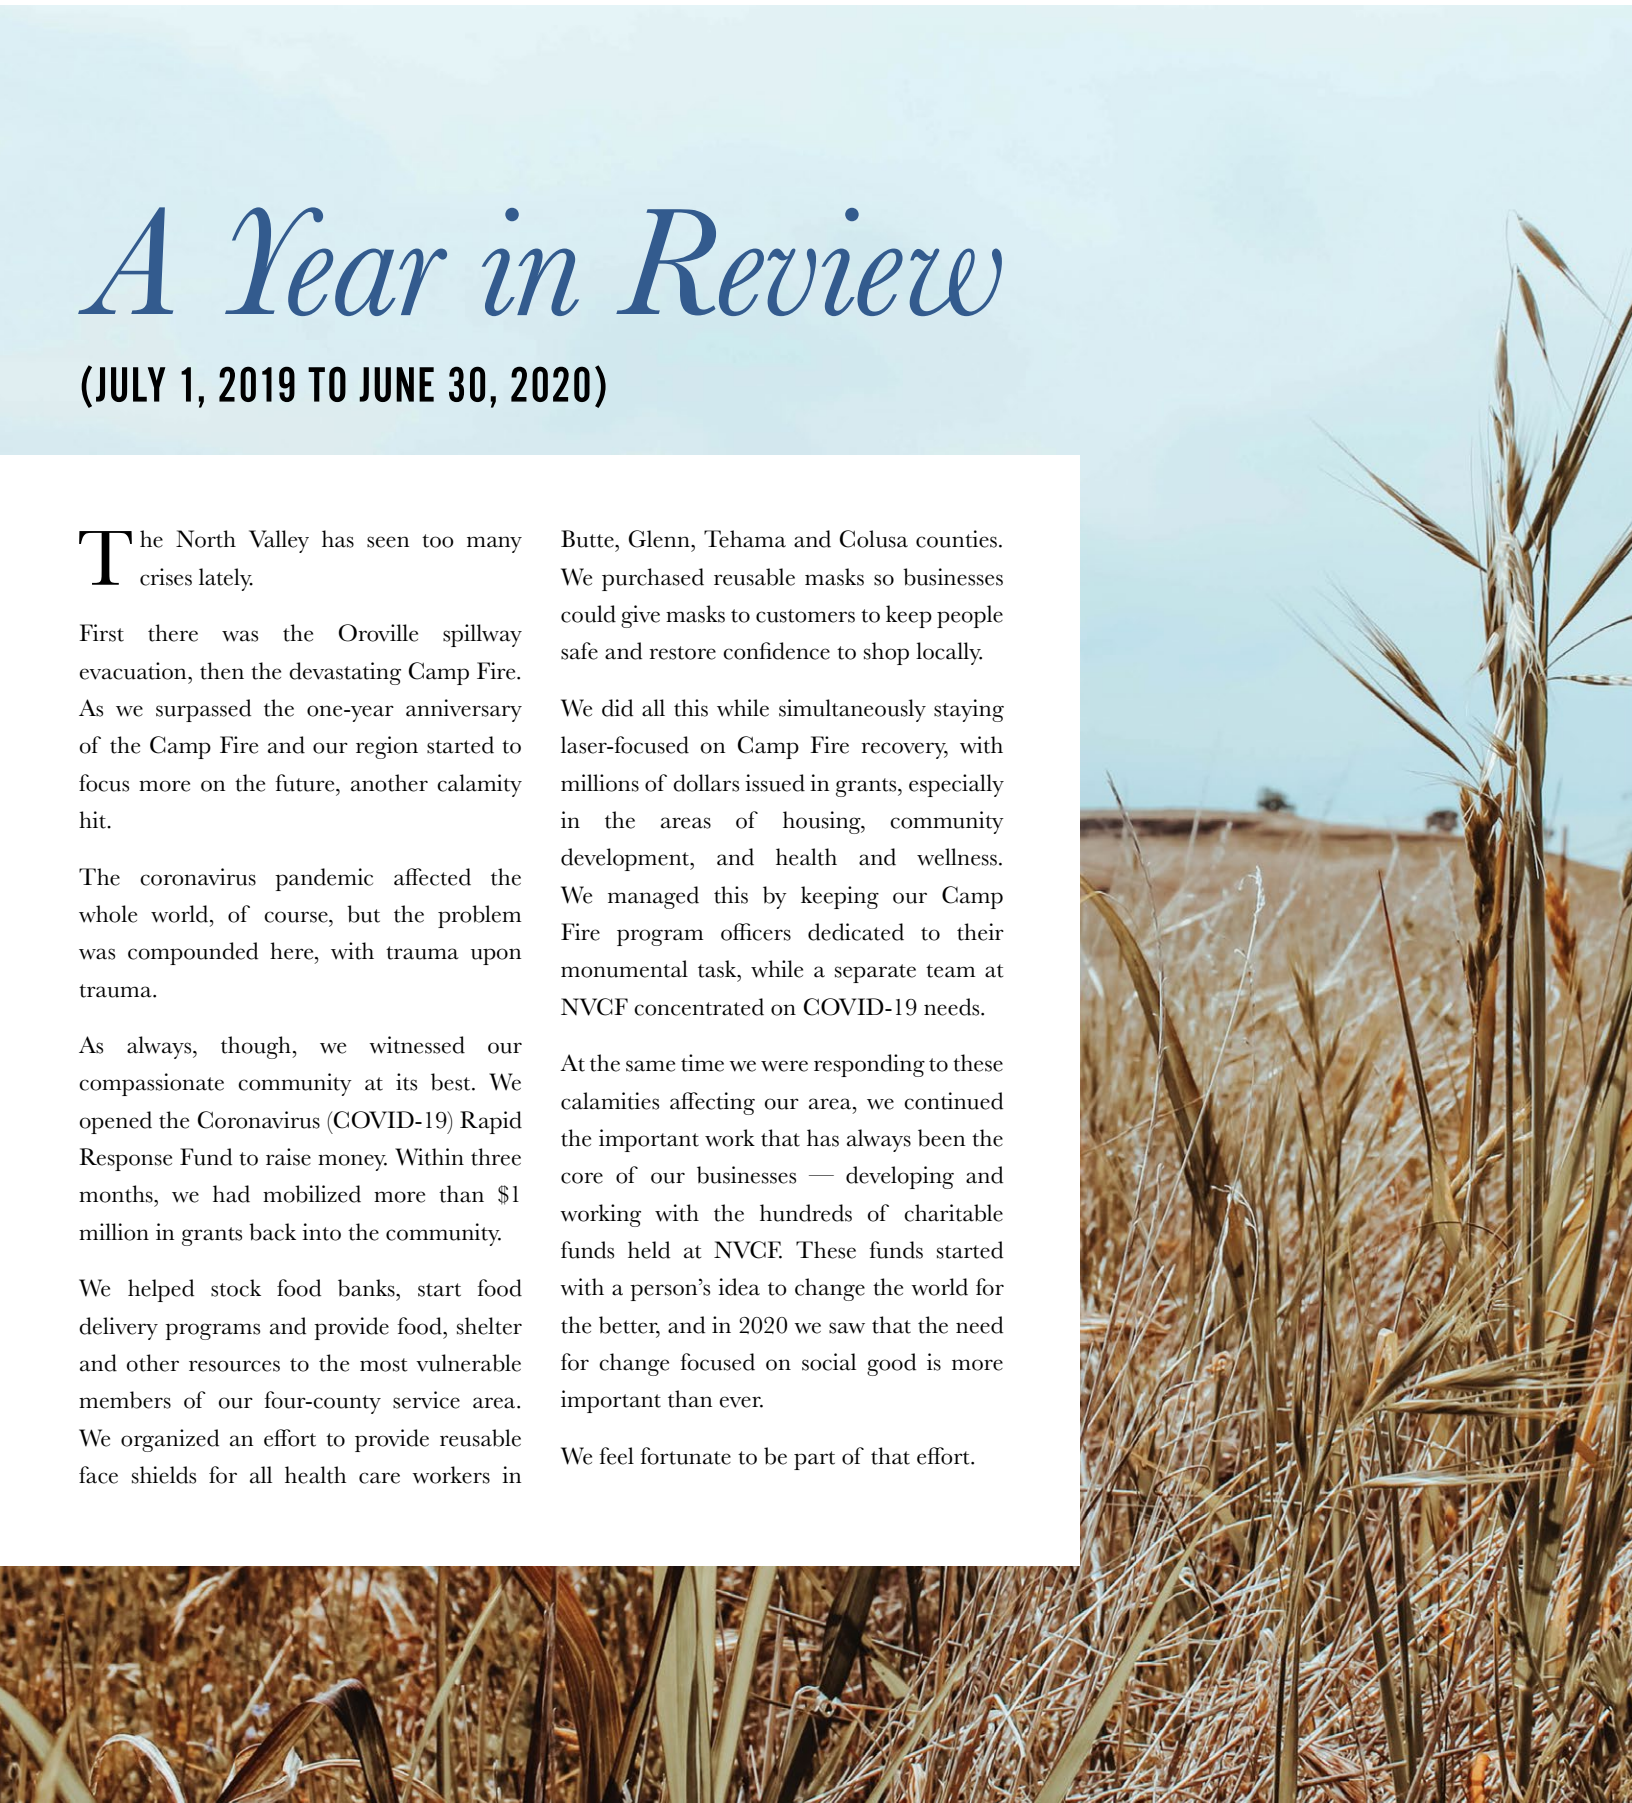 A Year in Review
(JULY 1, 2019 TO JUNE 30, 2020)
The North Valley has seen too many
crises lately.
First there was the Oroville spillway
evacuation, then the devastating Camp Fire.
As we surpassed the one-year anniversary
of the Camp Fire and our region started to
focus more on the future, another calamity
hit.
The coronavirus pandemic affected the
whole world, of course, but the problem
was compounded here, with trauma upon
trauma.
As always, though, we witnessed our
compassionate community at its best. We
opened the Coronavirus (COVID-19) Rapid
Response Fund to raise money. Within three
months, we had mobilized more than $1
million in grants back into the community.
We helped stock food banks, start food
delivery programs and provide food, shelter
and other resources to the most vulnerable
members of our four-county service area.
We organized an effort to provide reusable
face shields for all health care workers in
Butte, Glenn, Tehama and Colusa counties.
We purchased reusable masks so businesses
could give masks to customers to keep people
safe and restore confidence to shop locally.
We did all this while simultaneously staying
laser-focused on Camp Fire recovery, with
millions of dollars issued in grants, especially
in the areas of housing, community
development, and health and wellness.
We managed this by keeping our Camp
Fire program officers dedicated to their
monumental task, while a separate team at
NVCF concentrated on COVID-19 needs.
At the same time we were responding to these
calamities affecting our area, we continued
the important work that has always been the
core of our businesses — developing and
working with the hundreds of charitable
funds held at NVCF. These funds started
with a person’s idea to change the world for
the better, and in 2020 we saw that the need
for change focused on social good is more
important than ever.
We feel fortunate to be part of that effort.